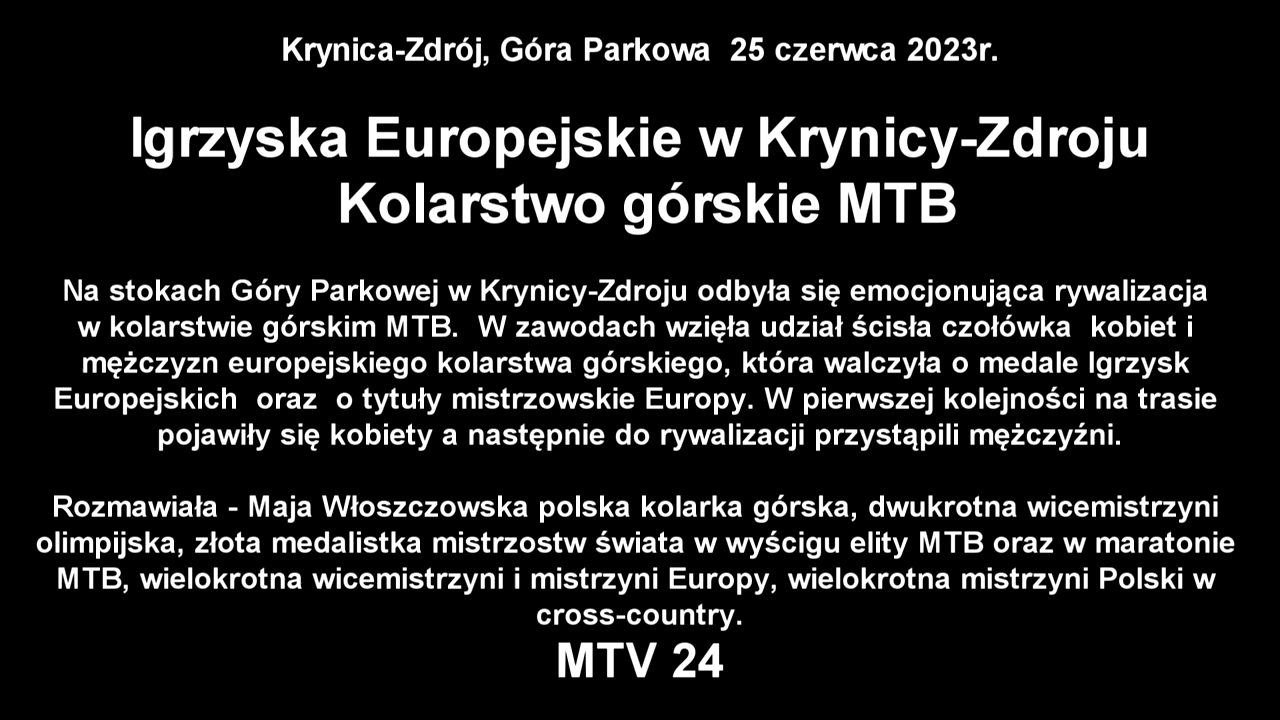 Krynica-Zdrój, Góra Parkowa  25 czerwca 2023r.
Igrzyska Europejskie w Krynicy-Zdroju
Kolarstwo górskie MTB
Na stokach Góry Parkowej w Krynicy-Zdroju odbyła się emocjonująca rywalizacja
w kolarstwie górskim MTB.  W zawodach wzięła udział ścisła czołówka  kobiet i
mężczyzn europejskiego kolarstwa górskiego, która walczyła o medale Igrzysk
Europejskich  oraz  o tytuły mistrzowskie Europy. W pierwszej kolejności na trasie
pojawiły się kobiety a następnie do rywalizacji przystąpili mężczyźni.
Rozmawiała - Maja Włoszczowska polska kolarka górska, dwukrotna wicemistrzyni
olimpijska, złota medalistka mistrzostw świata w wyścigu elity MTB oraz w maratonie
MTB, wielokrotna wicemistrzyni i mistrzyni Europy, wielokrotna mistrzyni Polski w
cross-country.
MTV 24